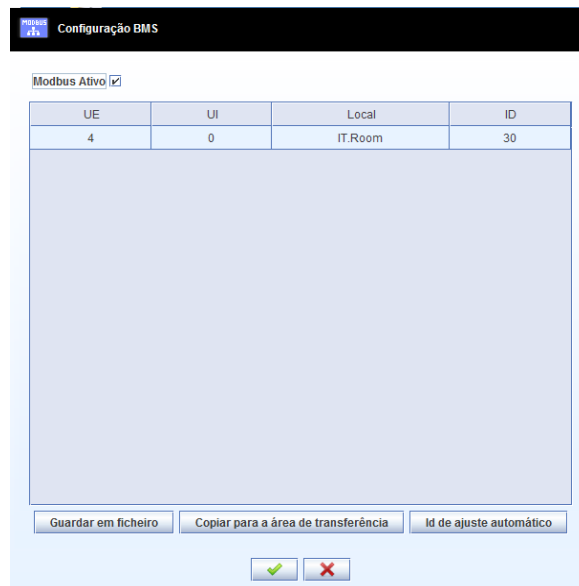 MODBUS
Configuração BMS
Modbus Ativo
UE UI Local ID
4 0 IT.Room 30
Guardar em ficheiro Copiar para a área de transferência Id de ajuste automático